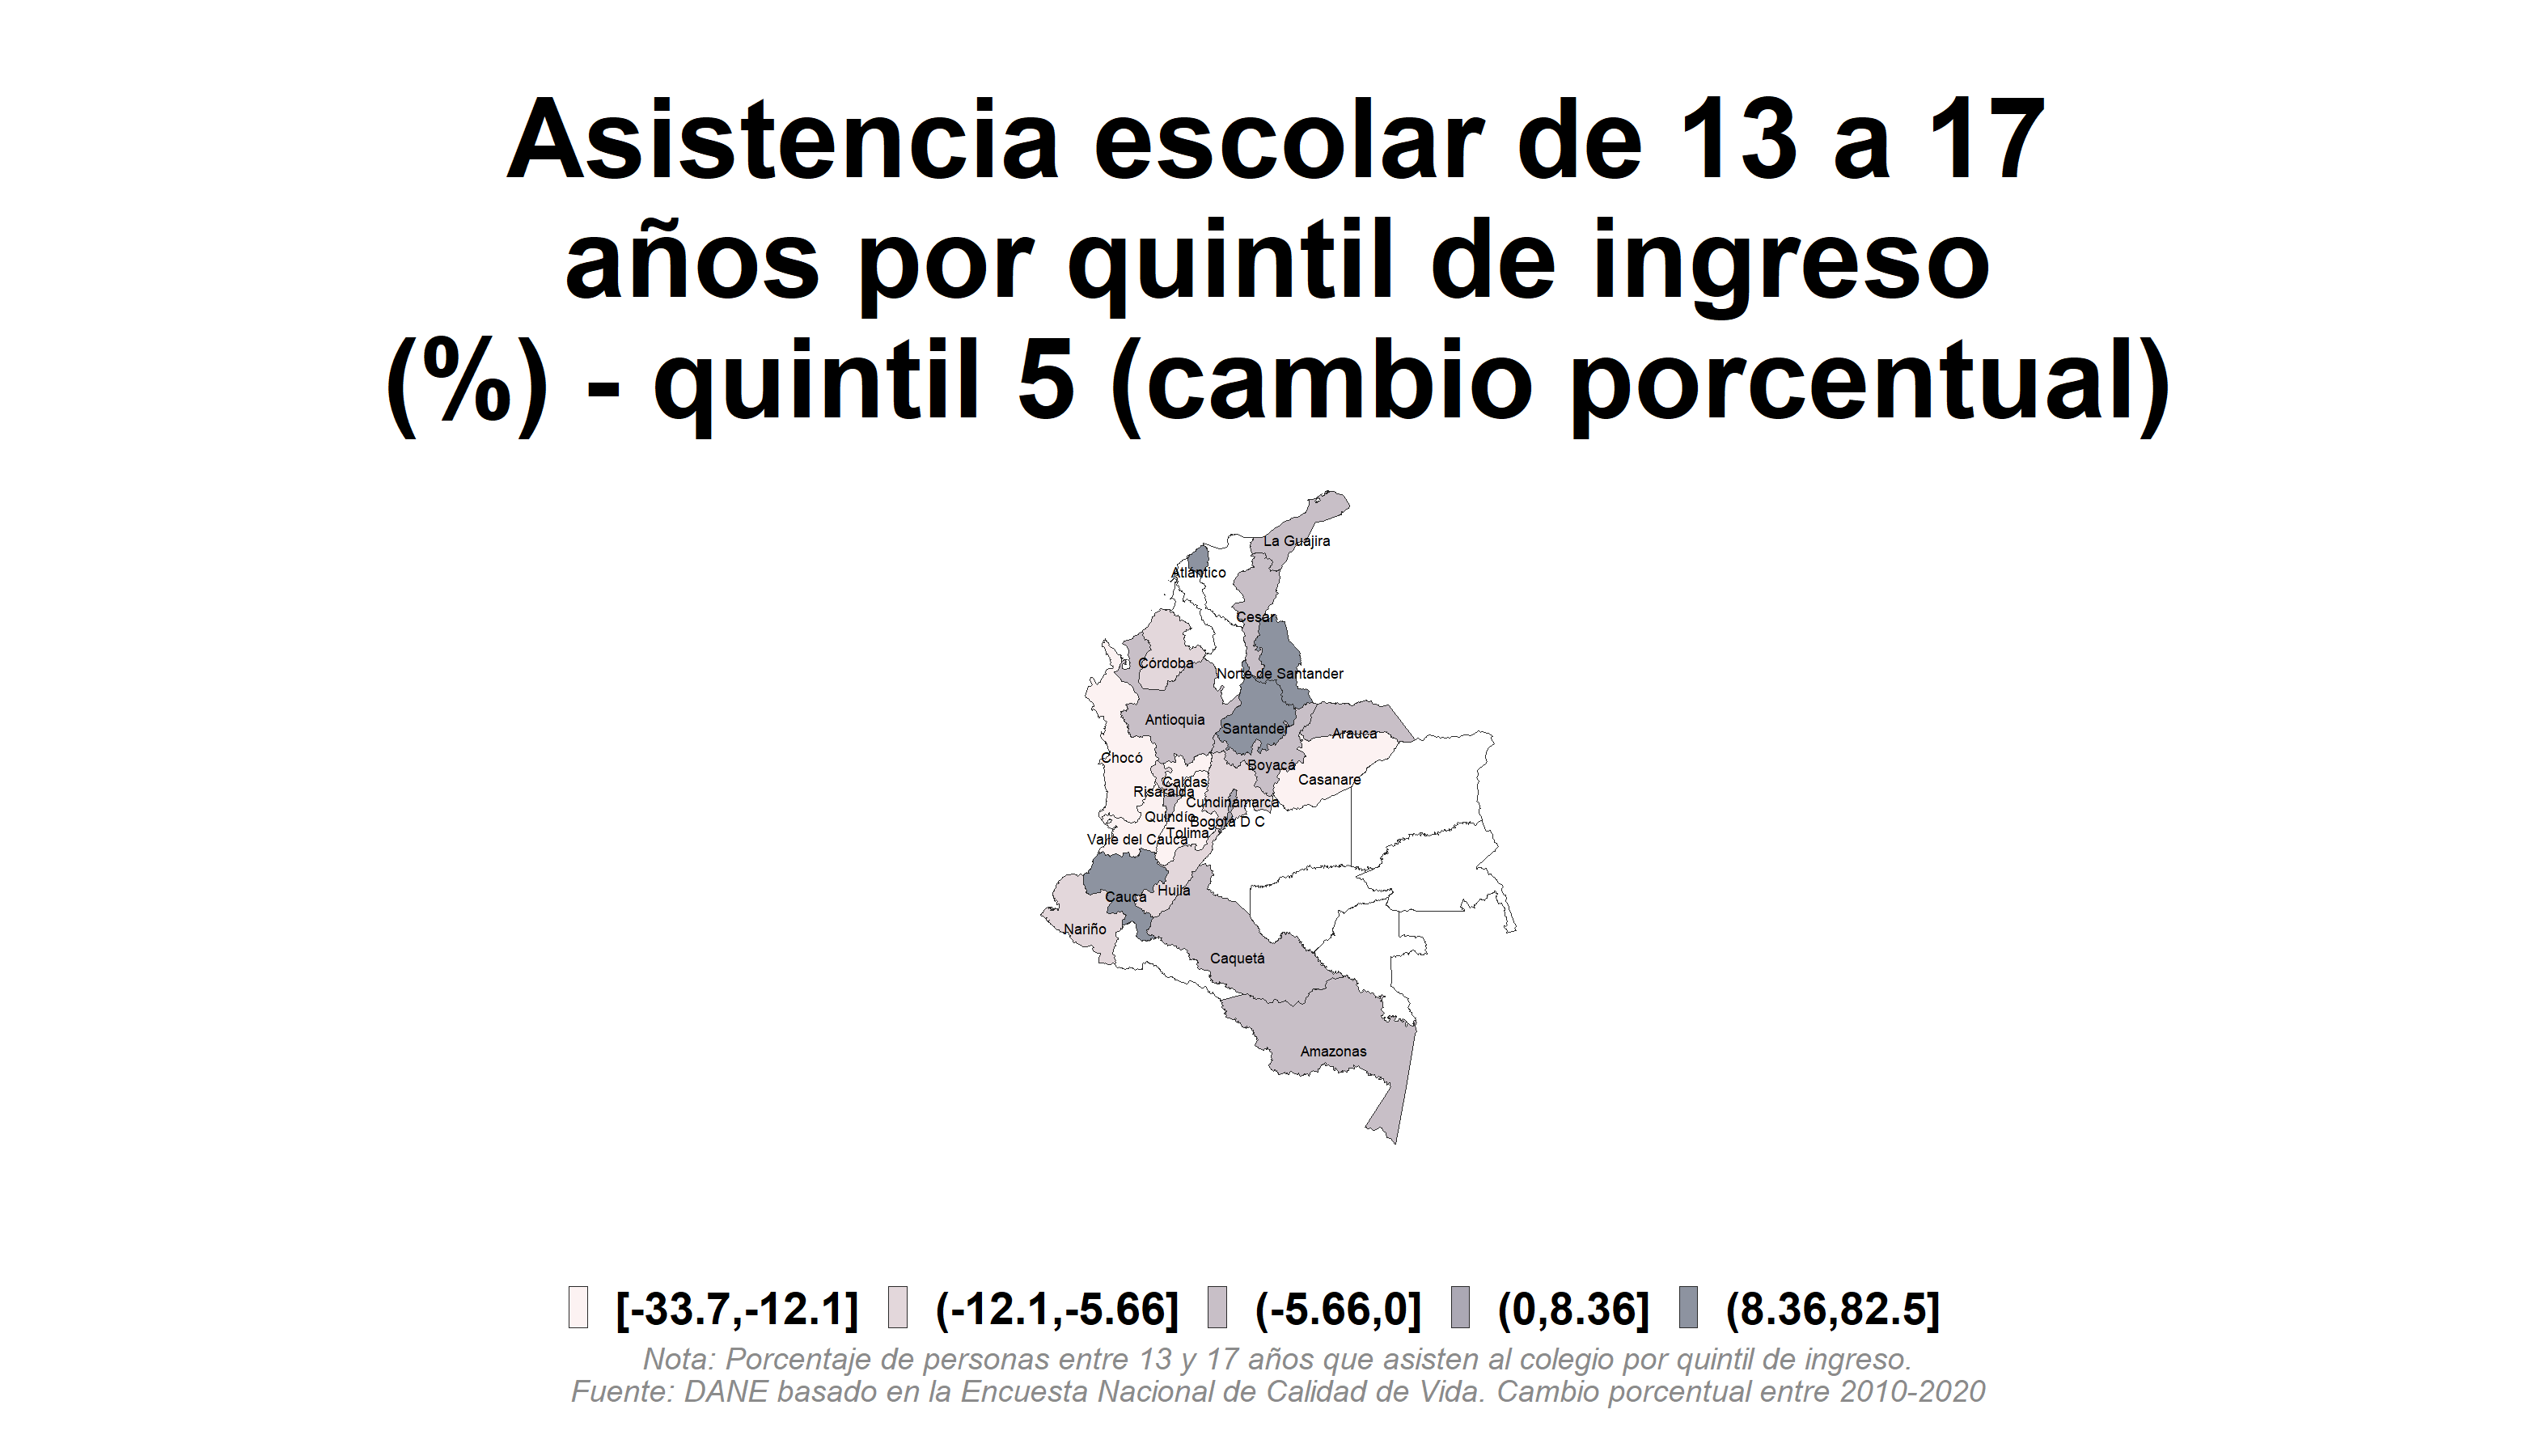 Asistencia escolar de 13 a 17
años por quintil de ingreso
(%) - quintil 5 (cambio porcentual)
La Guajira
Atlántico
Cesar
Córdoba
Norte de Santander
Antioquia
Santander
Arauca
Chocó
Boyacá
Casanare
Caldas
Risaralda
Cundinamarca
Quindío
Bogotá D C
Tolima
Valle del Cauca
Huila
Cauca
Nariño
Caquetá
Amazonas
[-33.7,-12.1] (-12.1,-5.66] (-5.66,0] (0,8.36] (8.36,82.5]
Nota: Porcentaje de personas entre 13 y 17 años que asisten al colegio por quintil de ingreso.
Fuente: DANE basado en la Encuesta Nacional de Calidad de Vida. Cambio porcentual entre 2010-2020